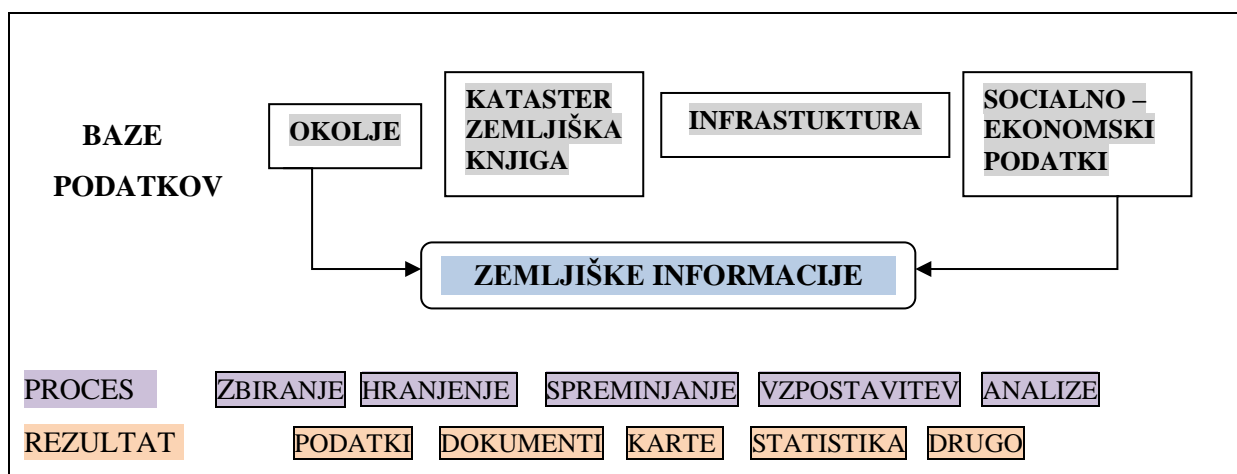 BAZE
PODATKOV
OKOLJE
KATASTER
ZEMLJIŠKA
KNJIGA
INFRASTUKTURA
SOCIALNO –
EKONOMSKI
PODATKI
ZEMLJIŠKE INFORMACIJE
PROCES ZBIRANJE HRANJENJE SPREMINJANJE VZPOSTAVITEV ANALIZE
REZULTAT PODATKI DOKUMENTI KARTE STATISTIKA DRUGO